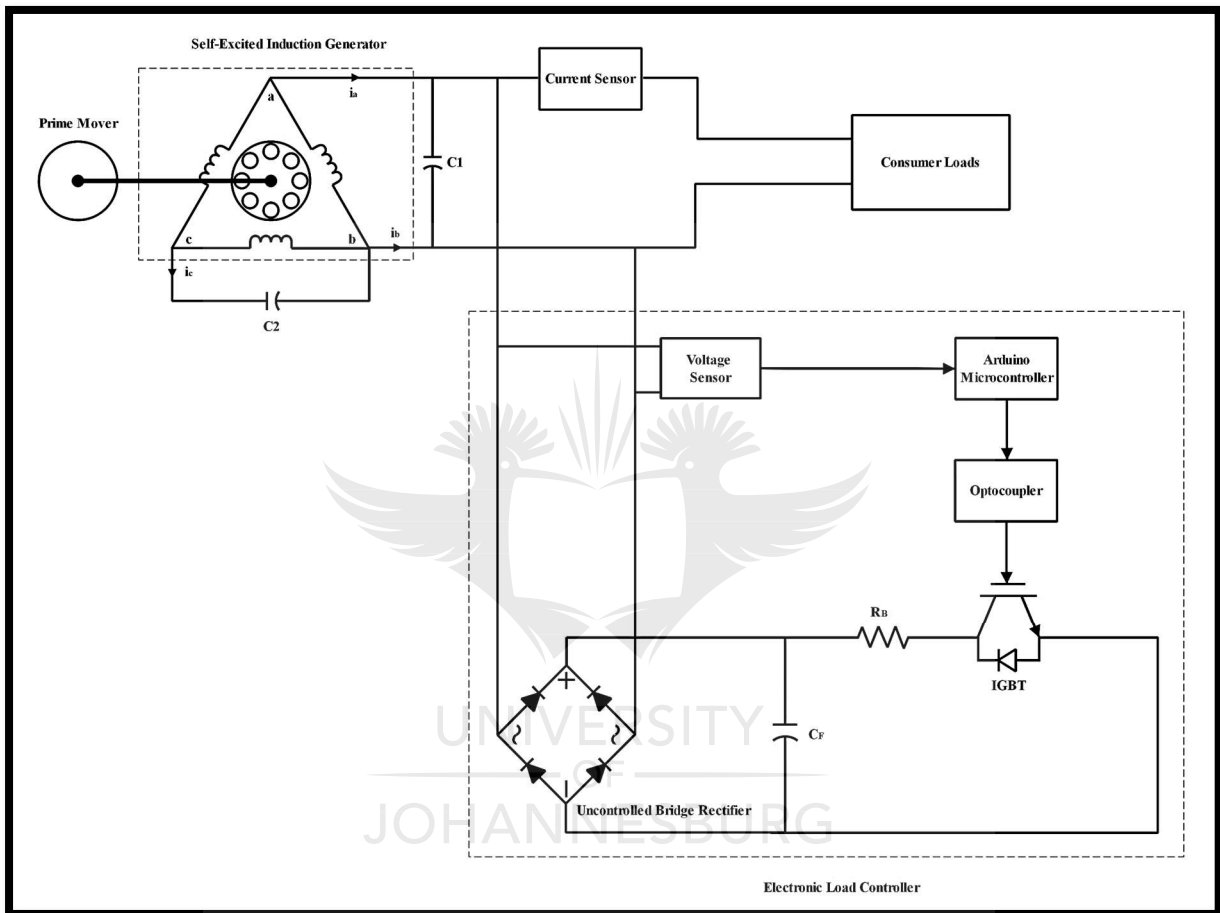 Self-Excited Induction Generator
Prime Mover
a
ia
Current Sensor
C1
Consumer Loads
c
b
ib
ic
C2
Voltage
Sensor
Arduino
Microcontroller
Optocoupler
RB
IGBT
+
~
~
CF
−
Uncontrolled Bridge Rectifier
UNIVERSITY
OF
JOHANNESBURG
Electronic Load Controller